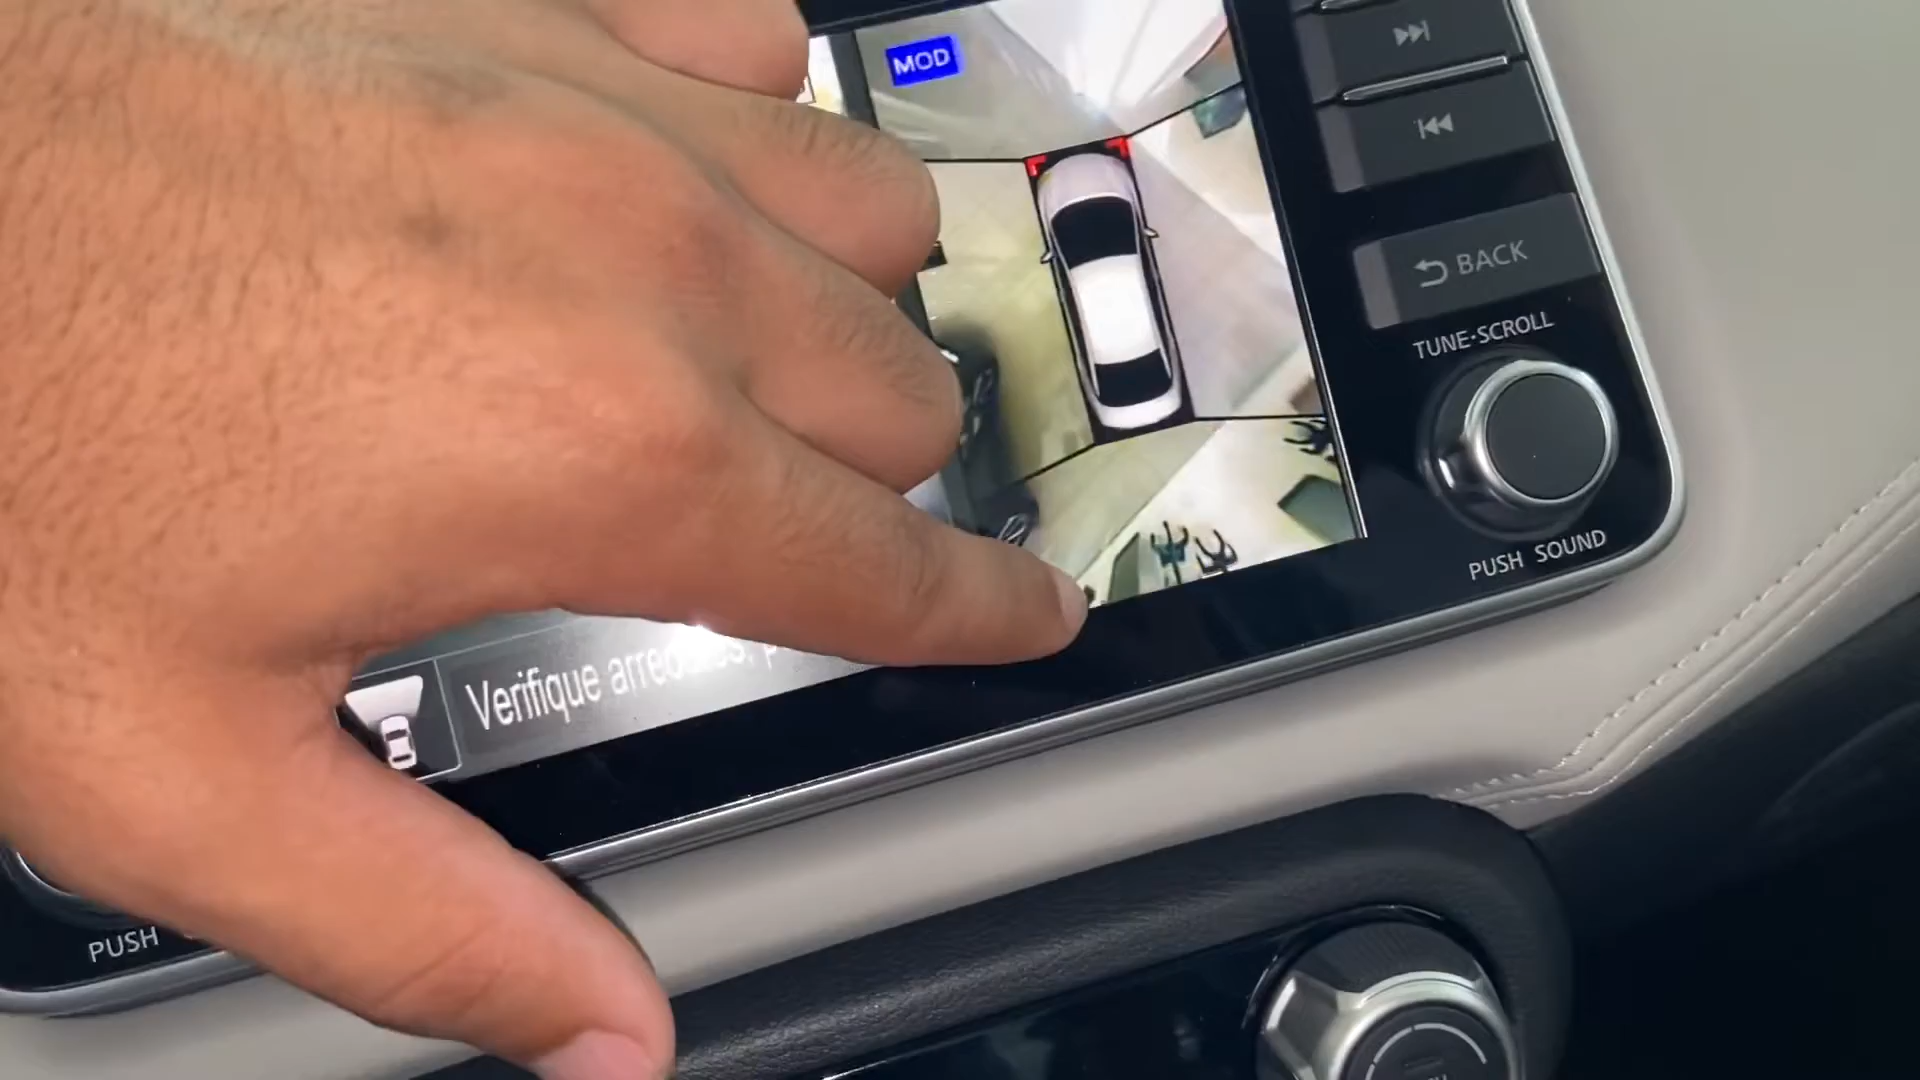 MOD
BACK
TUNE·SCROLL
PUSH SOUND
Verifique
PUSH